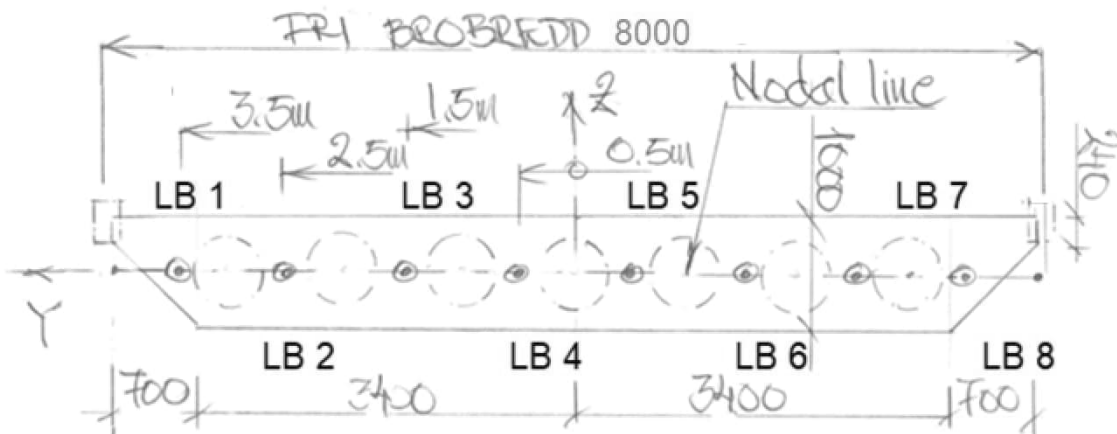 FRI BROBREDD 8000
3.5m 1.5m Z Nodal line
2.5m 0.5m 1000
LB 1 LB 3 LB 5 LB 7
Y
LB 2 LB 4 LB 6 LB 8
700 3400 3400 700